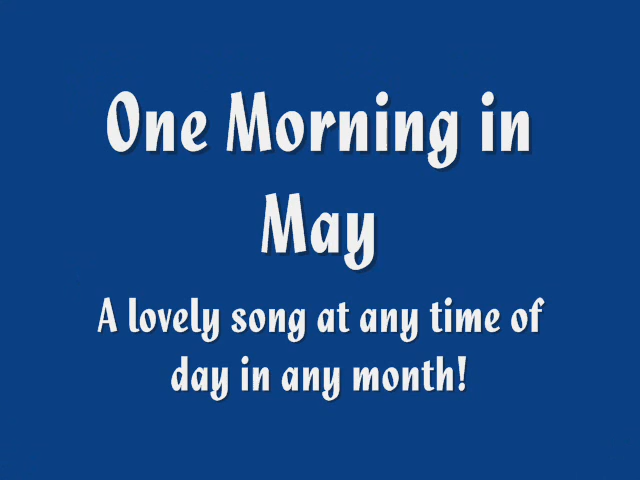 One Morning in
May
A lovely song at any time of
day in any month!